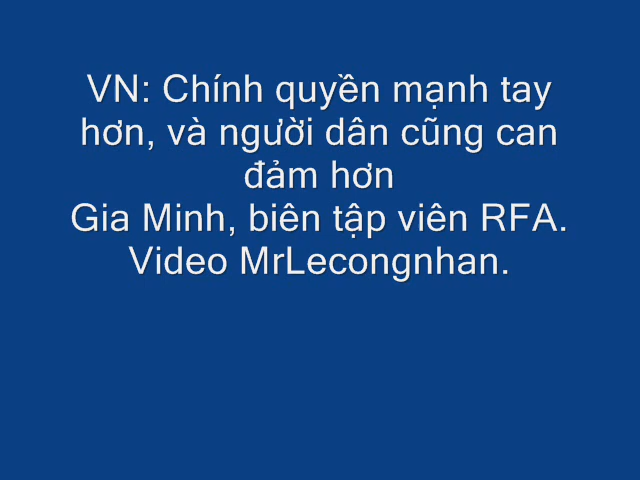 VN: Chính quyền mạnh tay
hơn, và người dân cũng can
đảm hơn
Gia Minh, biên tập viên RFA.
Video MrLecongnhan.